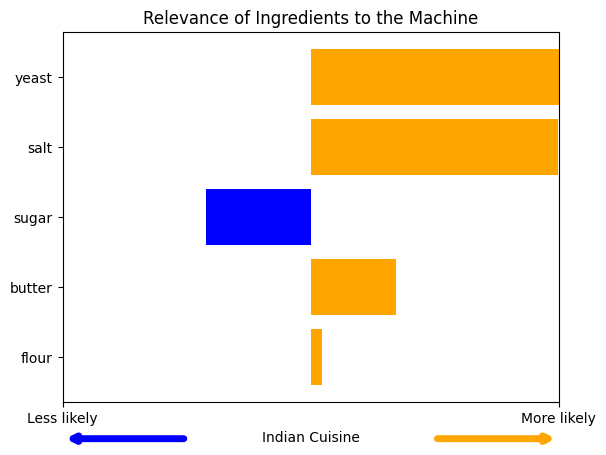 Relevance of Ingredients to the Machine
yeast
salt
sugar
butter
flour
Less likely
More likely
Indian Cuisine